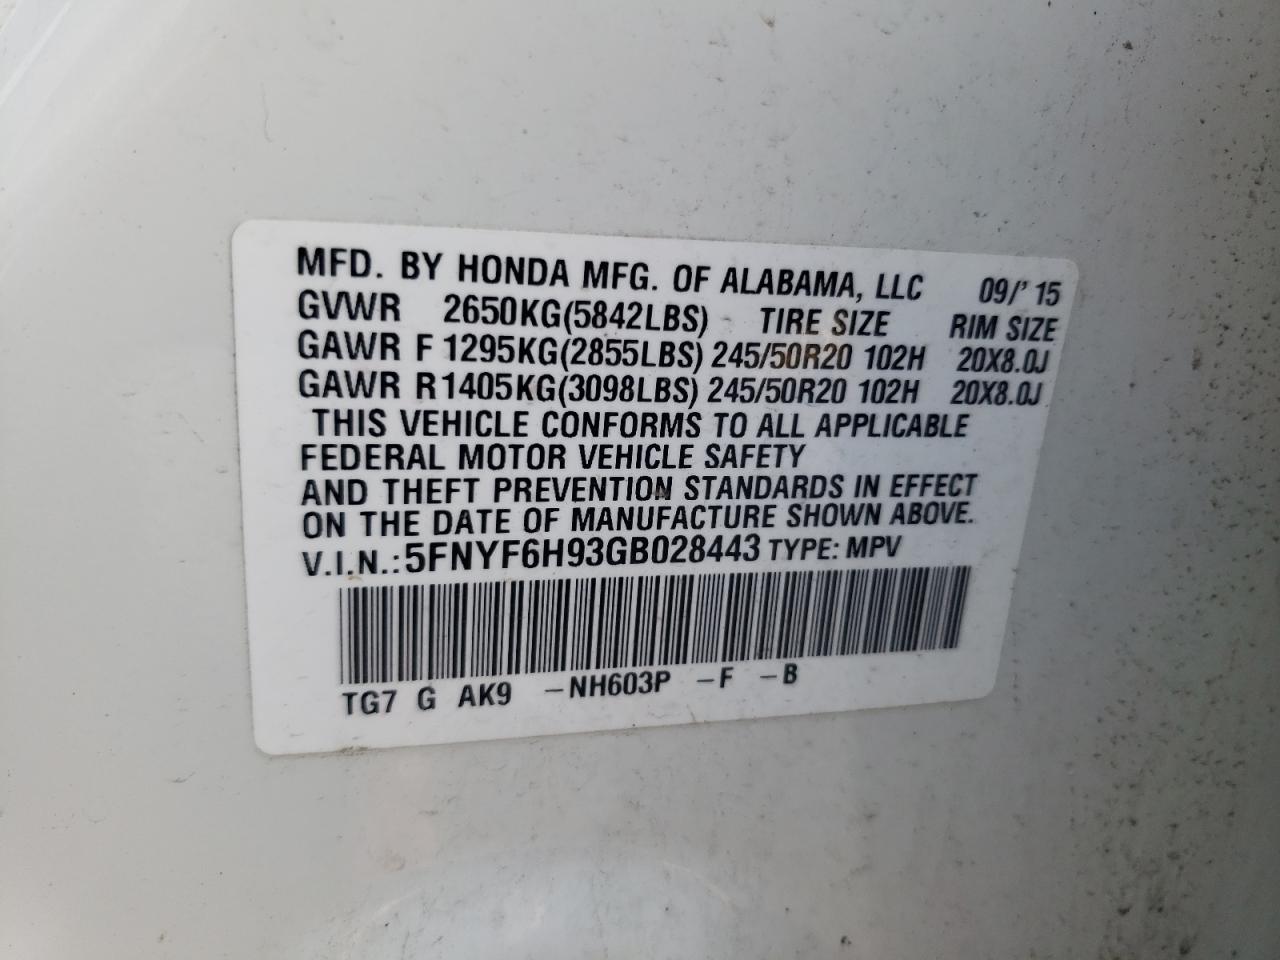 MFD. BY HONDA MFG. OF ALABAMA, LLC 09/' 15
GVWR 2650KG(5842LBS) TIRE SIZE RIM SIZE
GAWR F 1295KG(2855LBS) 245/50R20 102H 20X8.0J
GAWR R 1405KG(3098LBS) 245/50R20 102H 20X8.0J
THIS VEHICLE CONFORMS TO ALL APPLICABLE
FEDERAL MOTOR VEHICLE SAFETY
AND THEFT PREVENTION STANDARDS IN EFFECT
ON THE DATE OF MANUFACTURE SHOWN ABOVE.
V.I.N.: 5FNYF6H93GB028443 TYPE: MPV
TG7 G AK9 -NH603P -F -B